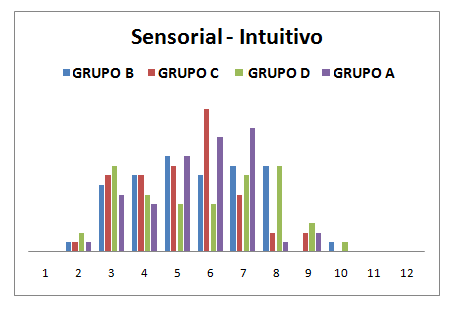 Sensorial - Intuitivo
GRUPO B GRUPO C GRUPO D GRUPO A
1 2 3 4 5 6 7 8 9 10 11 12